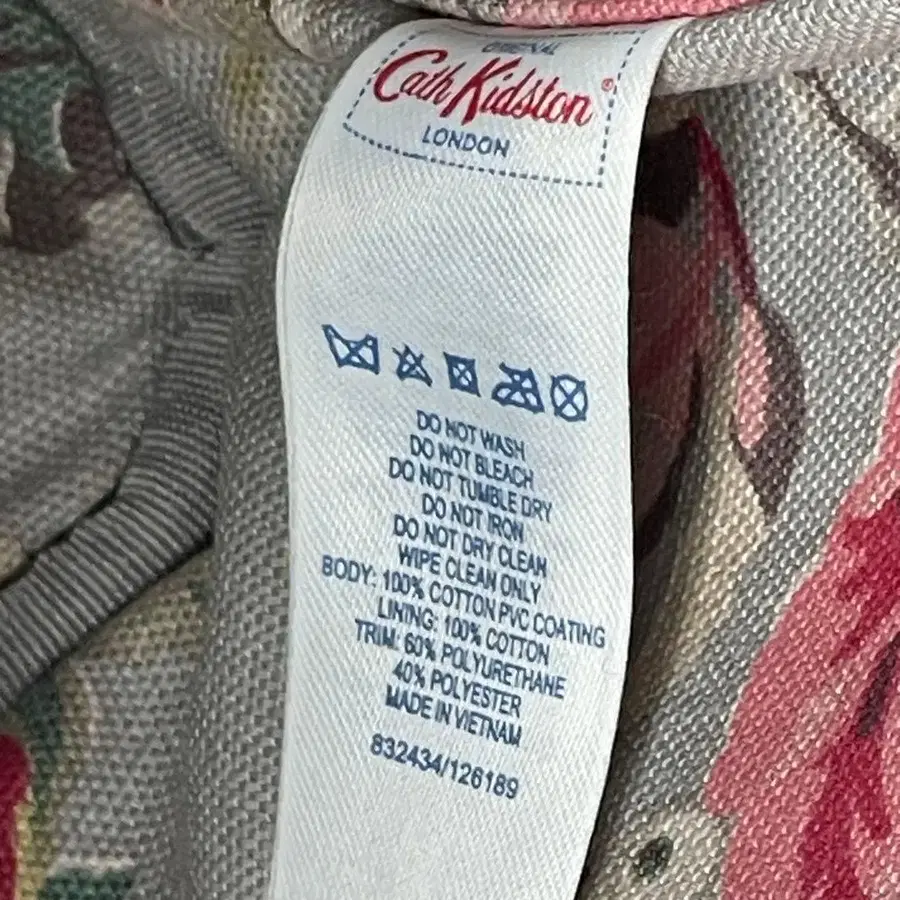 ORIGINAL
Cath Kidston®
LONDON
DO NOT WASH
DO NOT BLEACH
DO NOT TUMBLE DRY
DO NOT IRON
DO NOT DRY CLEAN
WIPE CLEAN ONLY
BODY: 100% COTTON PVC COATING
LINING: 100% COTTON
TRIM: 60% POLYURETHANE
40% POLYESTER
MADE IN VIETNAM
832434/126189